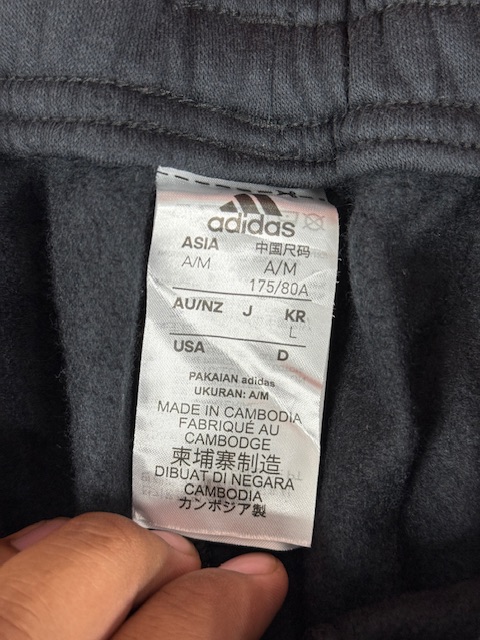 adidas
ASIA 中国尺码
A/M A/M
175/80A
AU/NZ J KR
L
USA D
PAKAIAN adidas
UKURAN: A/M
MADE IN CAMBODIA
FABRIQUÉ AU
CAMBODGE
柬埔寨制造
DIBUAT DI NEGARA
CAMBODIA
カンボジア製